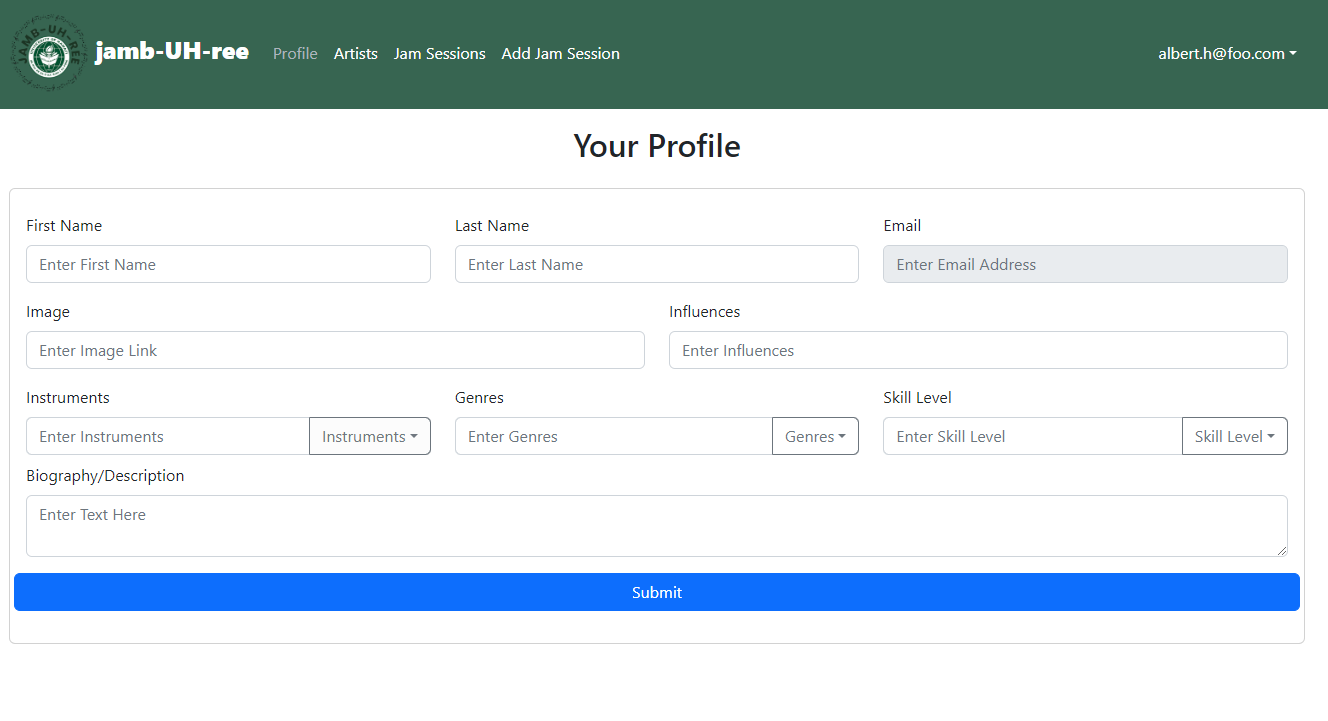 JAMB-UH-REE
jamb-UH-ree Profile Artists Jam Sessions Add Jam Session albert.h@foo.com
Your Profile
First Name Last Name Email
Enter First Name Enter Last Name Enter Email Address
Image Influences
Enter Image Link Enter Influences
Instruments Genres Skill Level
Enter Instruments Instruments Enter Genres Genres Enter Skill Level Skill Level
Biography/Description
Enter Text Here
Submit